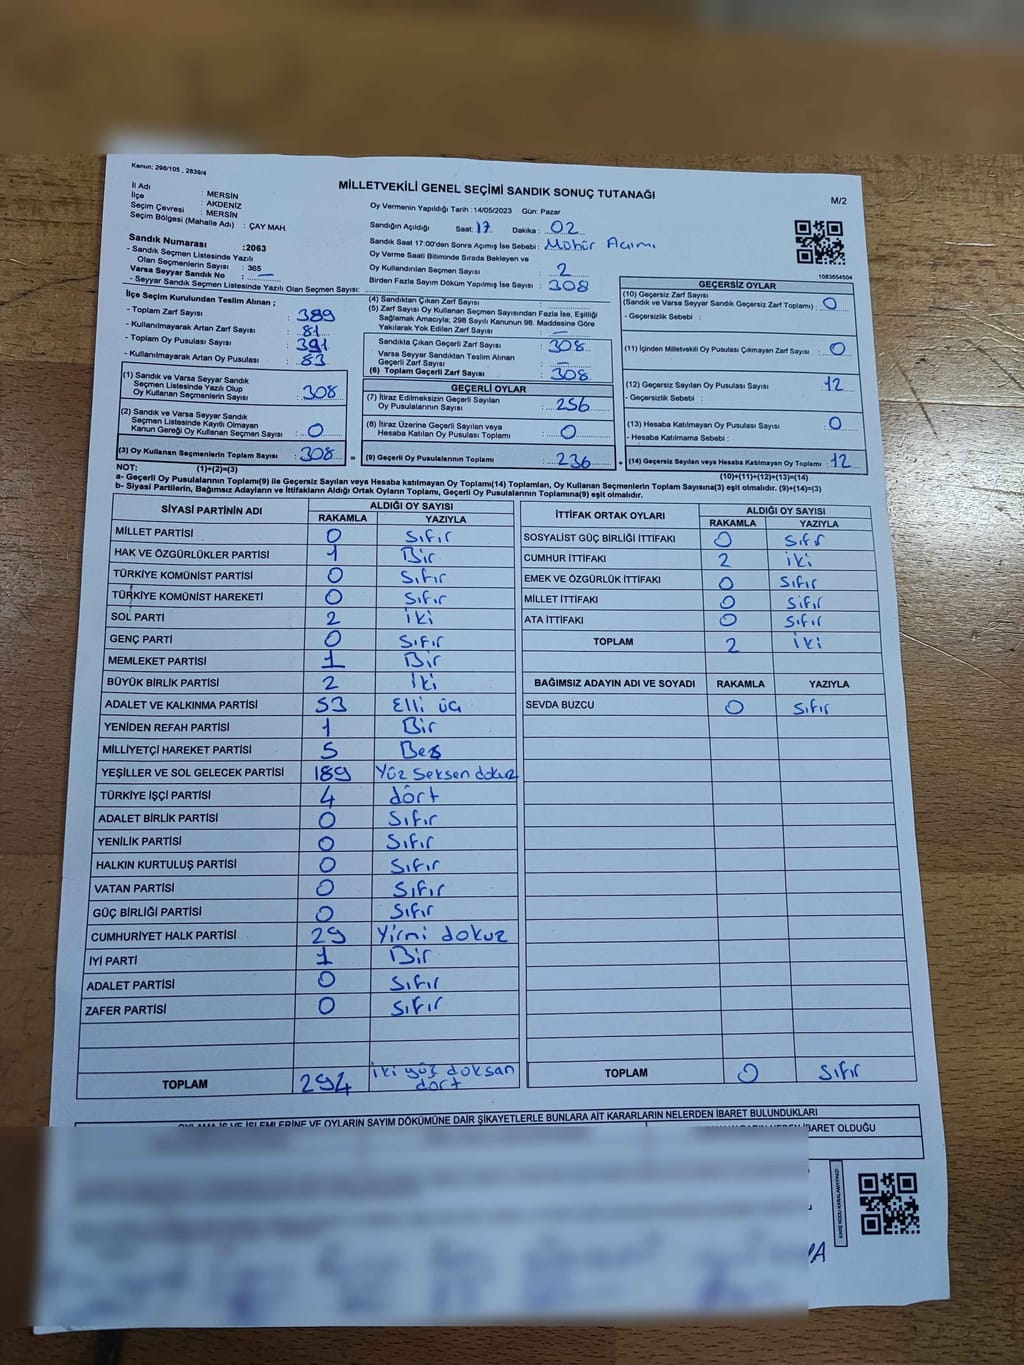 Kanun: 298/105 , 2839/4
MİLLETVEKİLİ GENEL SEÇİMİ SANDIK SONUÇ TUTANAĞI
M/2
İl Adı : MERSİN
İlçe : AKDENİZ
Seçim Çevresi : MERSİN
Seçim Bölgesi (Mahalle Adı) : ÇAY MAH.
Sandık Numarası :2063
- Sandık Seçmen Listesinde Yazılı
Olan Seçmenlerin Sayısı : 365
Varsa Seyyar Sandık No : —
- Seyyar Sandık Seçmen Listesinde Yazılı Olan Seçmen Sayısı:
Oy Vermenin Yapıldığı Tarih : 14/05/2023 Gün: Pazar
Sandığın Açıldığı Saat: 17 Dakika : 02
Sandık Saat 17:00'den Sonra Açımış İse Sebebi : Mühür Açımı
Oy Verme Saati Bitiminde Sırada Bekleyen ve
Oy Kullandırılan Seçmen Sayısı : 2
Birden Fazla Sayım Döküm Yapılmış İse Sayısı : 308
1083654504
İlçe Seçim Kurulundan Teslim Alınan ;
- Toplam Zarf Sayısı : 389
- Kullanılmayarak Artan Zarf Sayısı : 81
- Toplam Oy Pusulası Sayısı : 391
- Kullanılmayarak Artan Oy Pusulası : 83
(1) Sandık ve Varsa Seyyar Sandık
Seçmen Listesinde Yazılı Olup
Oy Kullanan Seçmenlerin Sayısı : 308
(2) Sandık ve Varsa Seyyar Sandık
Seçmen Listesinde Kayıtlı Olmayan
Kanun Gereği Oy Kullanan Seçmen Sayısı : 0
(3) Oy Kullanan Seçmenlerin Toplam Sayısı : 308
(4) Sandıktan Çıkan Zarf Sayısı :
(5) Zarf Sayısı Oy Kullanan Seçmen Sayısından Fazla İse, Eşitliği
Sağlamak Amacıyla; 298 Sayılı Kanunun 98. Maddesine Göre
Yakılarak Yok Edilen Zarf Sayısı : —
Sandıkta Çıkan Geçerli Zarf Sayısı : 308
Varsa Seyyar Sandıktan Teslim Alınan
Geçerli Zarf Sayısı : —
(6) Toplam Geçerli Zarf Sayısı : 308
GEÇERLİ OYLAR
(7) İtiraz Edilmeksizin Geçerli Sayılan
Oy Pusulalarının Sayısı : 256
(8) İtiraz Üzerine Geçerli Sayılan veya
Hesaba Katılan Oy Pusulası Toplamı : 0
= (9) Geçerli Oy Pusulalarının Toplamı : 236
GEÇERSİZ OYLAR
(10) Geçersiz Zarf Sayısı
(Sandık ve Varsa Seyyar Sandık Geçersiz Zarf Toplamı) : 0
- Geçersizlik Sebebi :
(11) İçinden Milletvekili Oy Pusulası Çıkmayan Zarf Sayısı : 0
(12) Geçersiz Sayılan Oy Pusulası Sayısı : 12
- Geçersizlik Sebebi :
(13) Hesaba Katılmayan Oy Pusulası Sayısı : 0
- Hesaba Katılmama Sebebi :
+ (14) Geçersiz Sayılan veya Hesaba Katılmayan Oy Toplamı : 12
NOT: (1)+(2)=(3)
(10)+(11)+(12)+(13)=(14)
a- Geçerli Oy Pusulaların Toplamı(9) ile Geçersiz Sayılan veya Hesaba katılmayan Oy Toplamı(14) Toplamları, Oy Kullanan Seçmenlerin Toplam Sayısına(3) eşit olmalıdır. (9)+(14)=(3)
b- Siyasi Partilerin, Bağımsız Adayların ve İttifakların Aldığı Ortak Oyların Toplamı, Geçerli Oy Pusulalarının Toplamına(9) eşit olmalıdır.
SİYASİ PARTİNİN ADI ALDIĞI OY SAYISI
RAKAMLA YAZIYLA
MİLLET PARTİSİ 0 Sıfır
HAK VE ÖZGÜRLÜKLER PARTİSİ 1 Bir
TÜRKİYE KOMÜNİST PARTİSİ 0 Sıfır
TÜRKİYE KOMÜNİST HAREKETİ 0 Sıfır
SOL PARTİ 2 iki
GENÇ PARTİ 0 Sıfır
MEMLEKET PARTİSİ 1 Bir
BÜYÜK BİRLİK PARTİSİ 2 İki
ADALET VE KALKINMA PARTİSİ 53 Elli üç
YENİDEN REFAH PARTİSİ 1 Bir
MİLLİYETÇİ HAREKET PARTİSİ 5 Beş
YEŞİLLER VE SOL GELECEK PARTİSİ 189 Yüz Seksen dokuz
TÜRKİYE İŞÇİ PARTİSİ 4 dört
ADALET BİRLİK PARTİSİ 0 Sıfır
YENİLİK PARTİSİ 0 Sıfır
HALKIN KURTULUŞ PARTİSİ 0 Sıfır
VATAN PARTİSİ 0 Sıfır
GÜÇ BİRLİĞİ PARTİSİ 0 Sıfır
CUMHURİYET HALK PARTİSİ 29 Yirmi dokuz
İYİ PARTİ 1 Bir
ADALET PARTİSİ 0 Sıfır
ZAFER PARTİSİ 0 Sıfır
TOPLAM 294 iki yüz doksan
dört
İTTİFAK ORTAK OYLARI ALDIĞI OY SAYISI
RAKAMLA YAZIYLA
SOSYALİST GÜÇ BİRLİĞİ İTTİFAKI 0 Sıfır
CUMHUR İTTİFAKI 2 iki
EMEK VE ÖZGÜRLÜK İTTİFAKI 0 Sıfır
MİLLET İTTİFAKI 0 Sıfır
ATA İTTİFAKI 0 Sıfır
TOPLAM 2 iki
BAĞIMSIZ ADAYIN ADI VE SOYADI RAKAMLA YAZIYLA
SEVDA BUZCU 0 Sıfır
TOPLAM 0 Sıfır
OYLAMA İŞ VE İŞLEMLERİNE VE OYLARIN SAYIM DÖKÜMÜNE DAİR ŞİKAYETLERLE BUNLARA AİT KARARLARIN NELERDEN İBARET BULUNDUKLARI
İBARET OLDUĞU
KARE KODU KARALAMAYINIZ!